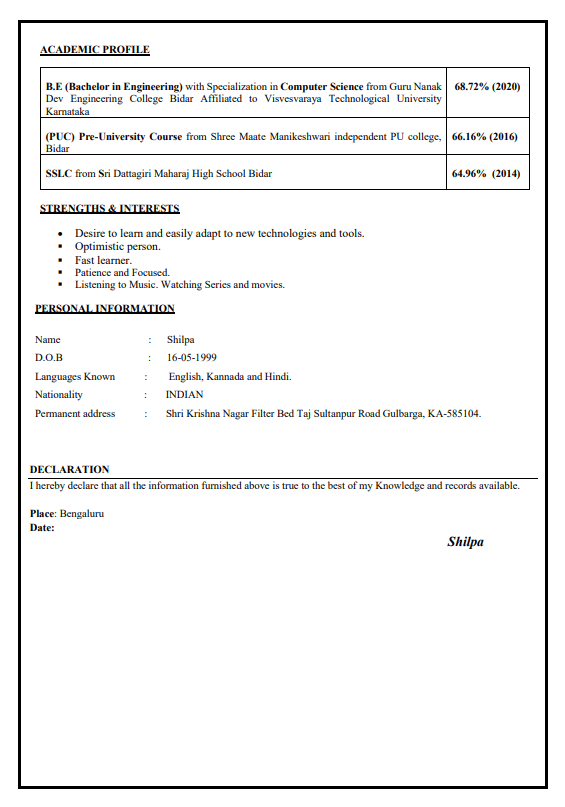 ACADEMIC PROFILE
B.E (Bachelor in Engineering) with Specialization in Computer Science from Guru Nanak 68.72% (2020)
Dev Engineering College Bidar Affiliated to Visvesvaraya Technological University
Karnataka
(PUC) Pre-University Course from Shree Maate Manikeshwari independent PU college, 66.16% (2016)
Bidar
SSLC from Sri Dattagiri Maharaj High School Bidar 64.96% (2014)
STRENGTHS & INTERESTS
• Desire to learn and easily adapt to new technologies and tools.
▪ Optimistic person.
▪ Fast learner.
▪ Patience and Focused.
▪ Listening to Music. Watching Series and movies.
PERSONAL INFORMATION
Name : Shilpa
D.O.B : 16-05-1999
Languages Known : English, Kannada and Hindi.
Nationality : INDIAN
Permanent address : Shri Krishna Nagar Filter Bed Taj Sultanpur Road Gulbarga, KA-585104.
DECLARATION
I hereby declare that all the information furnished above is true to the best of my Knowledge and records available.
Place: Bengaluru
Date:
Shilpa